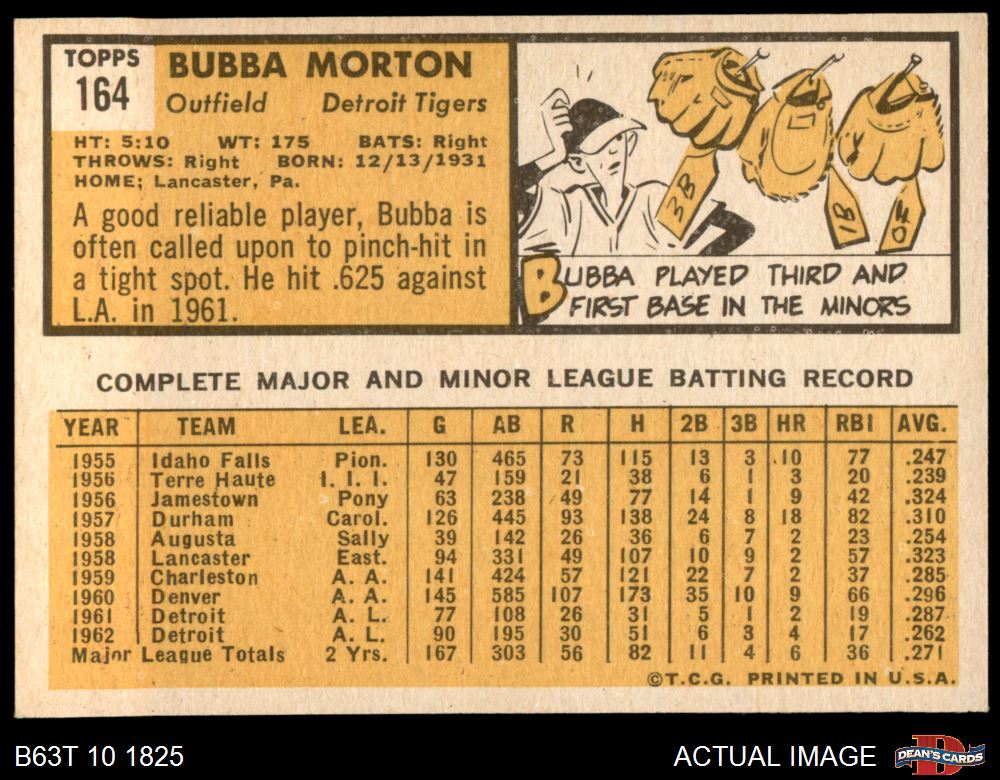 TOPPS
164
BUBBA MORTON
Outfield Detroit Tigers
HT: 5:10 WT: 175 BATS: Right
THROWS: Right BORN: 12/13/1931
HOME; Lancaster, Pa.
A good reliable player, Bubba is
often called upon to pinch-hit in
a tight spot. He hit .625 against
L.A. in 1961.
3B
1B
OF
BUBBA PLAYED THIRD AND
FIRST BASE IN THE MINORS
COMPLETE MAJOR AND MINOR LEAGUE BATTING RECORD
YEAR TEAM LEA. G AB R H 2B 3B HR RBI AVG.
1955 Idaho Falls Pion. 130 465 73 115 13 3 10 77 .247
1956 Terre Haute I. I. I. 47 159 21 38 6 1 3 20 .239
1956 Jamestown Pony 63 238 49 77 14 1 9 42 .324
1957 Durham Carol. 126 445 93 138 24 8 18 82 .310
1958 Augusta Sally 39 142 26 36 6 7 2 23 .254
1958 Lancaster East. 94 331 49 107 10 9 2 57 .323
1959 Charleston A. A. 141 424 57 121 22 7 2 37 .285
1960 Denver A. A. 145 585 107 173 35 10 9 66 .296
1961 Detroit A. L. 77 108 26 31 5 1 2 19 .287
1962 Detroit A. L. 90 195 30 51 6 3 4 17 .262
Major League Totals 2 Yrs. 167 303 56 82 11 4 6 36 .271
©T.C.G. PRINTED IN U.S.A.
B63T 10 1825
ACTUAL IMAGE
DEAN'S CARDS